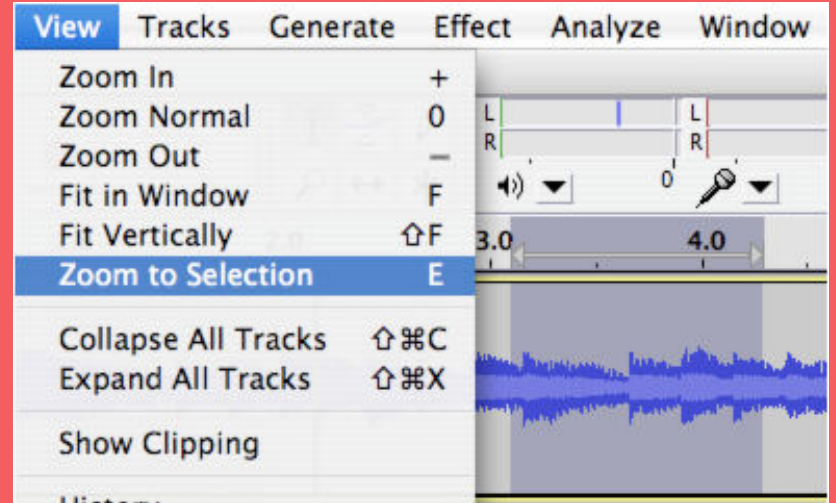 View Tracks Generate Effect Analyze Window
Zoom In +
Zoom Normal 0
Zoom Out −
Fit in Window F
Fit Vertically ⇧F
Zoom to Selection E
Collapse All Tracks ⇧⌘C
Expand All Tracks ⇧⌘X
Show Clipping
History
L
R
L
R
0
3.0 4.0